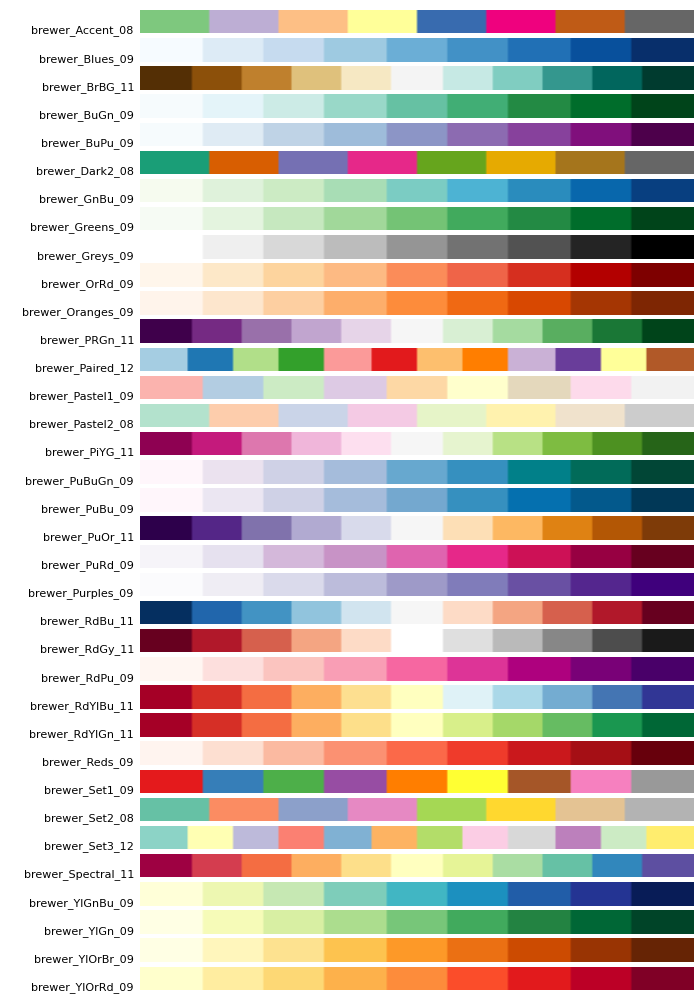 brewer_Accent_08
brewer_Blues_09
brewer_BrBG_11
brewer_BuGn_09
brewer_BuPu_09
brewer_Dark2_08
brewer_GnBu_09
brewer_Greens_09
brewer_Greys_09
brewer_OrRd_09
brewer_Oranges_09
brewer_PRGn_11
brewer_Paired_12
brewer_Pastel1_09
brewer_Pastel2_08
brewer_PiYG_11
brewer_PuBuGn_09
brewer_PuBu_09
brewer_PuOr_11
brewer_PuRd_09
brewer_Purples_09
brewer_RdBu_11
brewer_RdGy_11
brewer_RdPu_09
brewer_RdYlBu_11
brewer_RdYlGn_11
brewer_Reds_09
brewer_Set1_09
brewer_Set2_08
brewer_Set3_12
brewer_Spectral_11
brewer_YlGnBu_09
brewer_YlGn_09
brewer_YlOrBr_09
brewer_YlOrRd_09